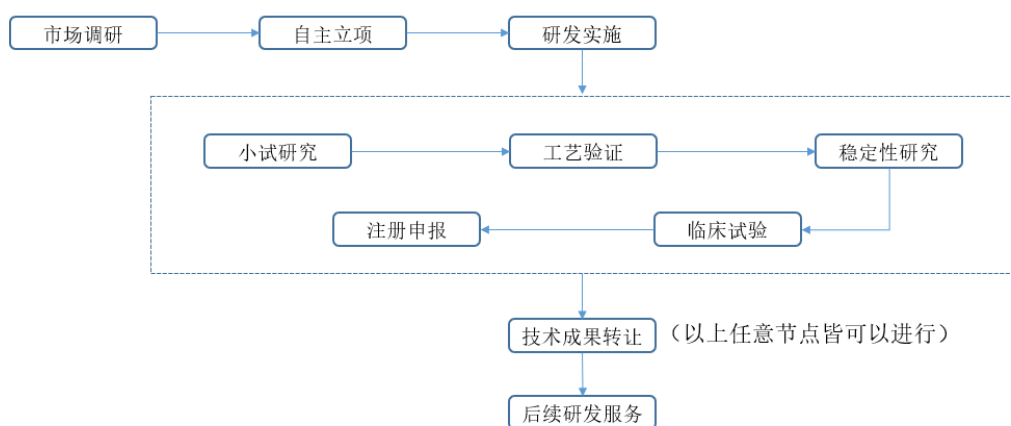 市场调研
自主立项
研发实施
小试研究
工艺验证
稳定性研究
临床试验
注册申报
技术成果转让
（以上任意节点皆可以进行）
后续研发服务